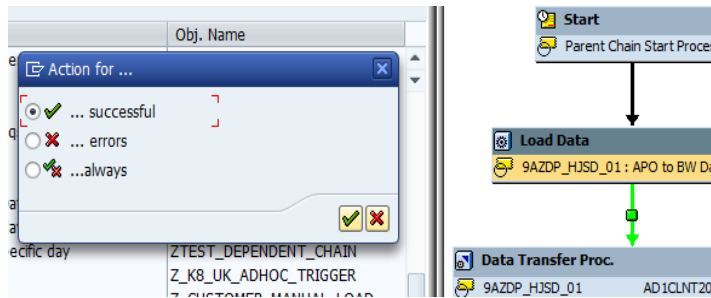 Obj. Name
Action for ...
... successful
... errors
...always
ecific day
ZTEST_DEPENDENT_CHAIN
Z_K8_UK_ADHOC_TRIGGER
Z_CUSTOMER_MANUAL_LOAD
Start
Parent Chain Start Proces
Load Data
9AZDP_HJSD_01 : APO to BW Da
Data Transfer Proc.
9AZDP_HJSD_01 AD1CLNT20